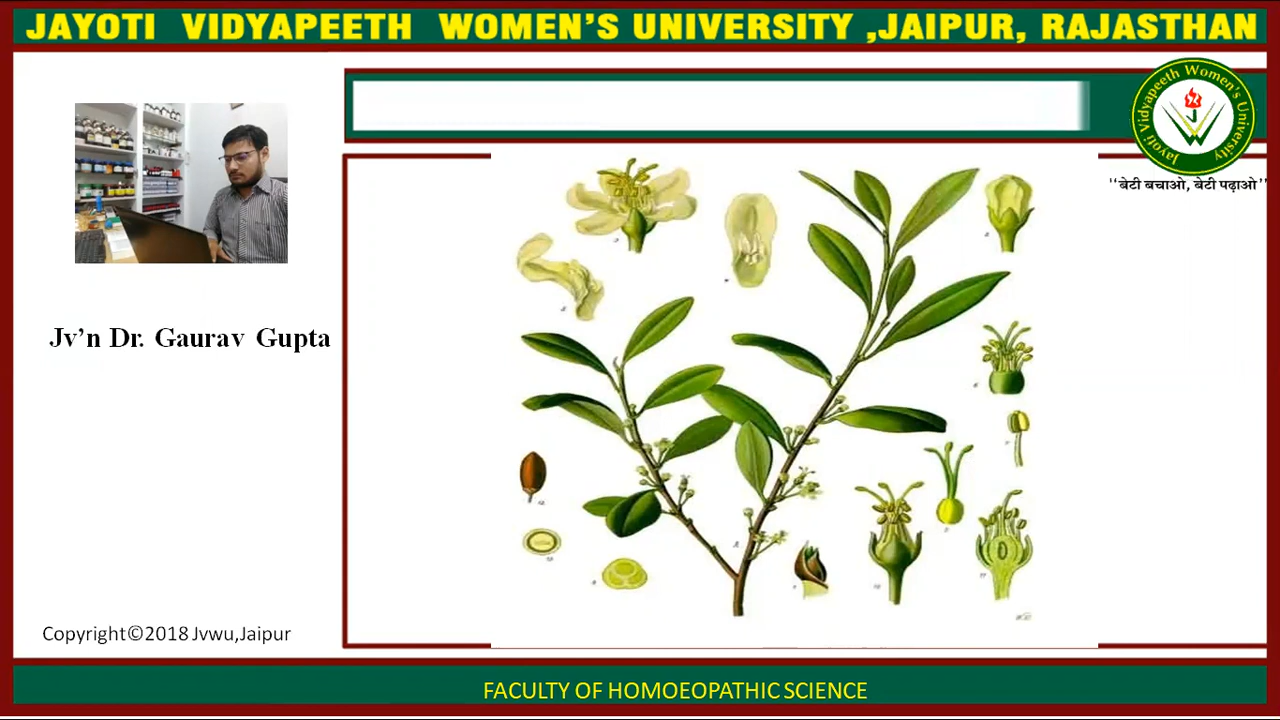 JAYOTI VIDYAPEETH WOMEN'S UNIVERSITY ,JAIPUR, RAJASTHAN
Jayoti Vidyapeeth Women's University
“बेटी बचाओ, बेटी पढ़ाओ”
Jv’n Dr. Gaurav Gupta
Copyright©2018 Jvwu,Jaipur
FACULTY OF HOMOEOPATHIC SCIENCE